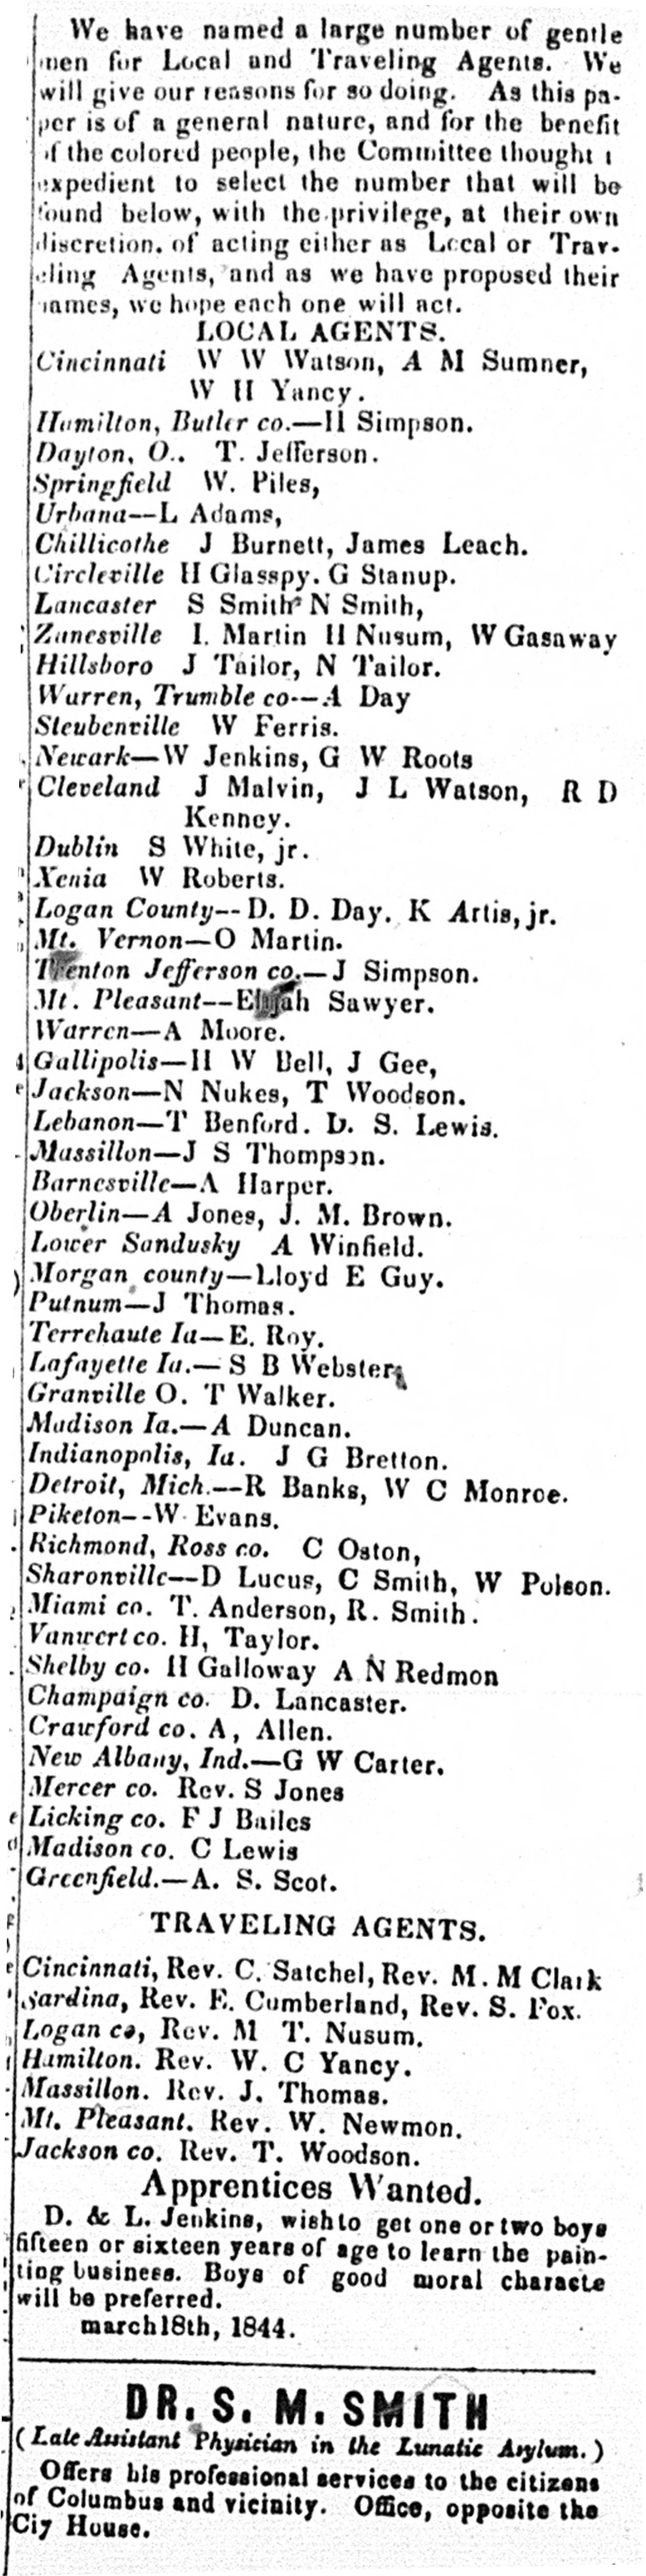 We have named a large number of gentle
men for Local and Traveling Agents. We
will give our reasons for so doing. As this pa-
per is of a general nature, and for the benefit
of the colored people, the Committee thought i
expedient to select the number that will be
found below, with the privilege, at their own
discretion, of acting either as Local or Trav-
eling Agents, and as we have proposed their
names, we hope each one will act.
LOCAL AGENTS.
Cincinnati W W Watson, A M Sumner,
W H Yancy.
Hamilton, Butler co.—H Simpson.
Dayton, O.. T. Jefferson.
Springfield W. Piles,
Urbana—L Adams,
Chillicothe J Burnett, James Leach.
Circleville H Glasspy. G Stanup.
Lancaster S Smith N Smith,
Zanesville I. Martin H Nusum, W Gasaway
Hillsboro J Tailor, N Tailor.
Warren, Trumble co--A Day
Steubenville W Ferris.
Newark—W Jenkins, G W Roots
Cleveland J Malvin, J L Watson, R D
Kenney.
Dublin S White, jr.
Xenia W Roberts.
Logan County--D. D. Day. K Artis, jr.
Mt. Vernon—O Martin.
Trenton Jefferson co.—J Simpson.
Mt. Pleasant--Elijah Sawyer.
Warren—A Moore.
Gallipolis—H W Bell, J Gee,
Jackson—N Nukes, T Woodson.
Lebanon—T Benford. D. S. Lewis.
Massillon—J S Thompson.
Barnesville—A Harper.
Oberlin—A Jones, J. M. Brown.
Lower Sandusky A Winfield.
Morgan county—Lloyd E Guy.
Putnum—J Thomas.
Terrehaute Ia—E. Roy.
Lafayette Ia.—S B Webster
Granville O. T Walker.
Madison Ia.—A Duncan.
Indianopolis, Ia. J G Bretton.
Detroit, Mich.—R Banks, W C Monroe.
Piketon--W Evans.
Richmond, Ross co. C Oston,
Sharonville—D Lucus, C Smith, W Polson.
Miami co. T. Anderson, R. Smith.
Vanwert co. H, Taylor.
Shelby co. H Galloway A N Redmon
Champaign co. D. Lancaster.
Crawford co. A, Allen.
New Albany, Ind.—G W Carter.
Mercer co. Rev. S Jones
Licking co. F J Bailes
Madison co. C Lewis
Greenfield.—A. S. Scot.
TRAVELING AGENTS.
Cincinnati, Rev. C. Satchel, Rev. M. M Clark
Sardina, Rev. E. Cumberland, Rev. S. Fox.
Logan co, Rev. M T. Nusum.
Hamilton. Rev. W. C Yancy.
Massillon. Rev. J. Thomas.
Mt. Pleasant. Rev. W. Newmon.
Jackson co. Rev. T. Woodson.
Apprentices Wanted.
D. & L. Jenkins, wish to get one or two boys
fifteen or sixteen years of age to learn the pain-
ting business. Boys of good moral characte
will be preferred.
march18th, 1844.
DR. S. M. SMITH
(Late Assistant Physician in the Lunatic Asylum.)
Offers his professional services to the citizens
of Columbus and vicinity. Office, opposite the
Ciy House.